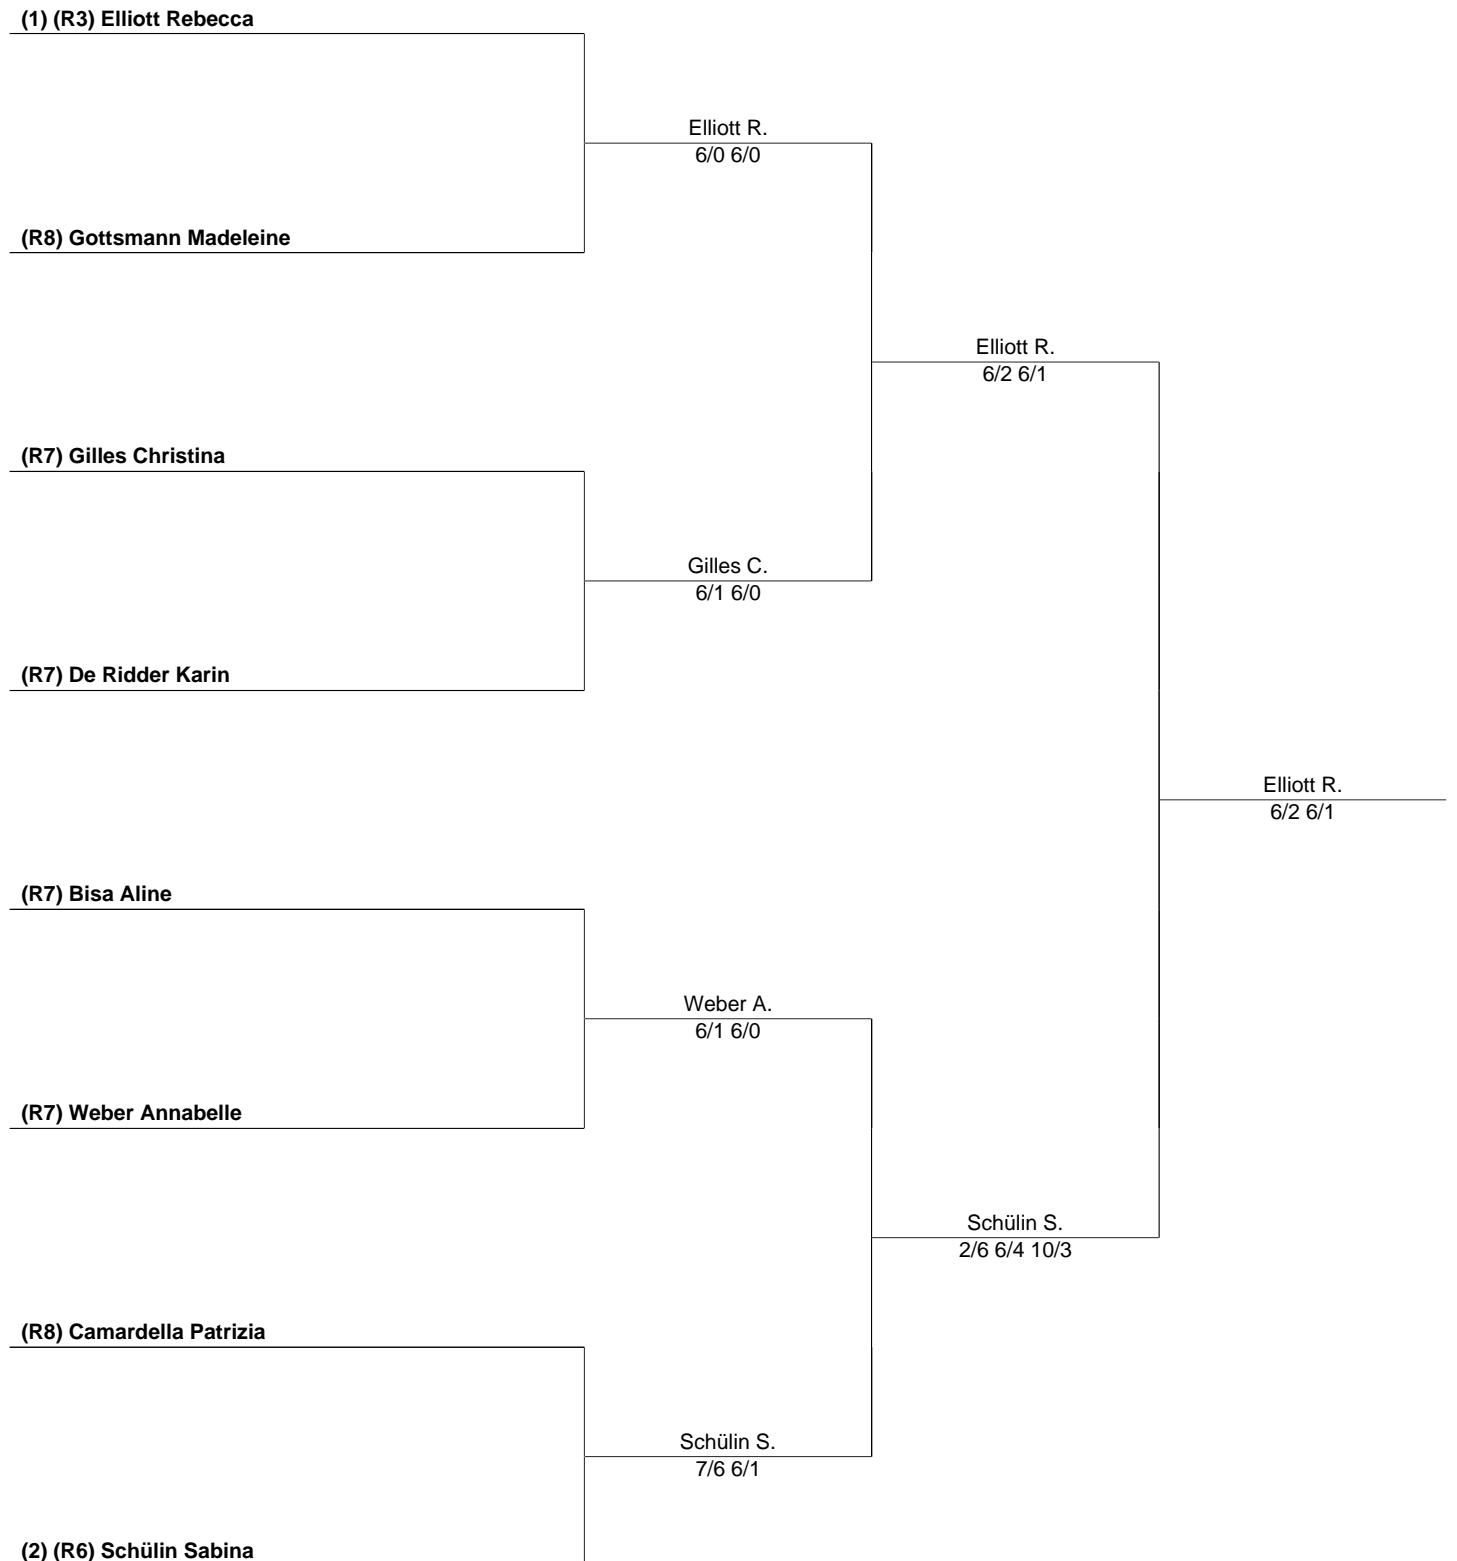 (1) (R3) Elliott Rebecca
Elliott R.
6/0 6/0
(R8) Gottsmann Madeleine
Elliott R.
6/2 6/1
(R7) Gilles Christina
Gilles C.
6/1 6/0
(R7) De Ridder Karin
Elliott R.
6/2 6/1
(R7) Bisa Aline
Weber A.
6/1 6/0
(R7) Weber Annabelle
Schülin S.
2/6 6/4 10/3
(R8) Camardella Patrizia
Schülin S.
7/6 6/1
(2) (R6) Schülin Sabina